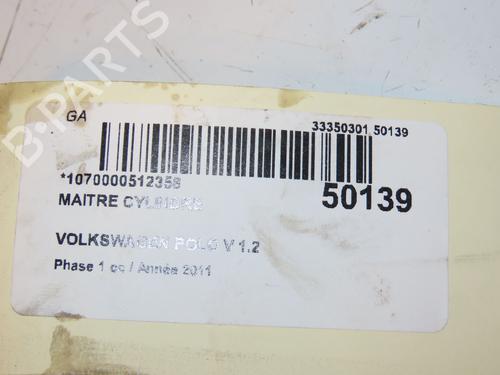 B-PARTS
GA
33350301 50139
*1070000512358
50139
MAITRE CYLINDRE
VOLKSWAGEN POLO V 1.2
Phase 1 cc / Année 2011